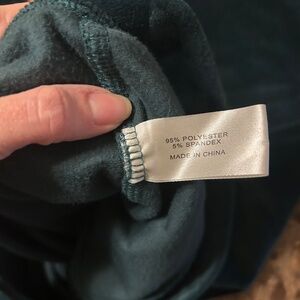 95% POLYESTER
5% SPANDEX
MADE IN CHINA